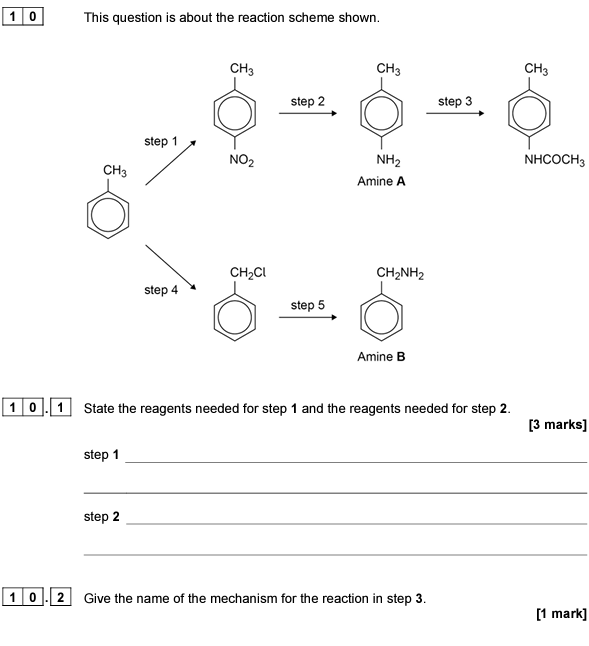 1 0 This question is about the reaction scheme shown.
CH3 CH3 CH3
step 2 step 3
step 1
NO2 NH2 NHCOCH3
CH3 Amine A
CH2Cl CH2NH2
step 4
step 5
Amine B
1 0 . 1 State the reagents needed for step 1 and the reagents needed for step 2.
[3 marks]
step 1
step 2
1 0 . 2 Give the name of the mechanism for the reaction in step 3.
[1 mark]